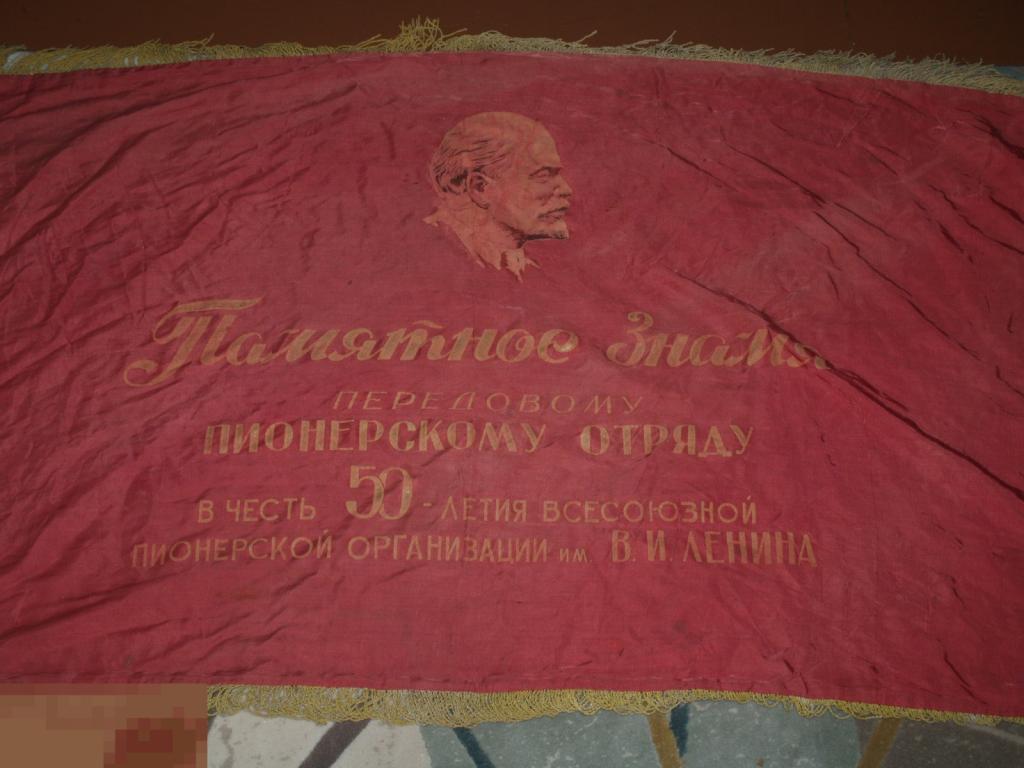 Памятное Знамя
ПЕРЕДОВОМУ
ПИОНЕРСКОМУ ОТРЯДУ
В ЧЕСТЬ 50 - ЛЕТИЯ ВСЕСОЮЗНОЙ
ПИОНЕРСКОЙ ОРГАНИЗАЦИИ им. В. И. ЛЕНИНА